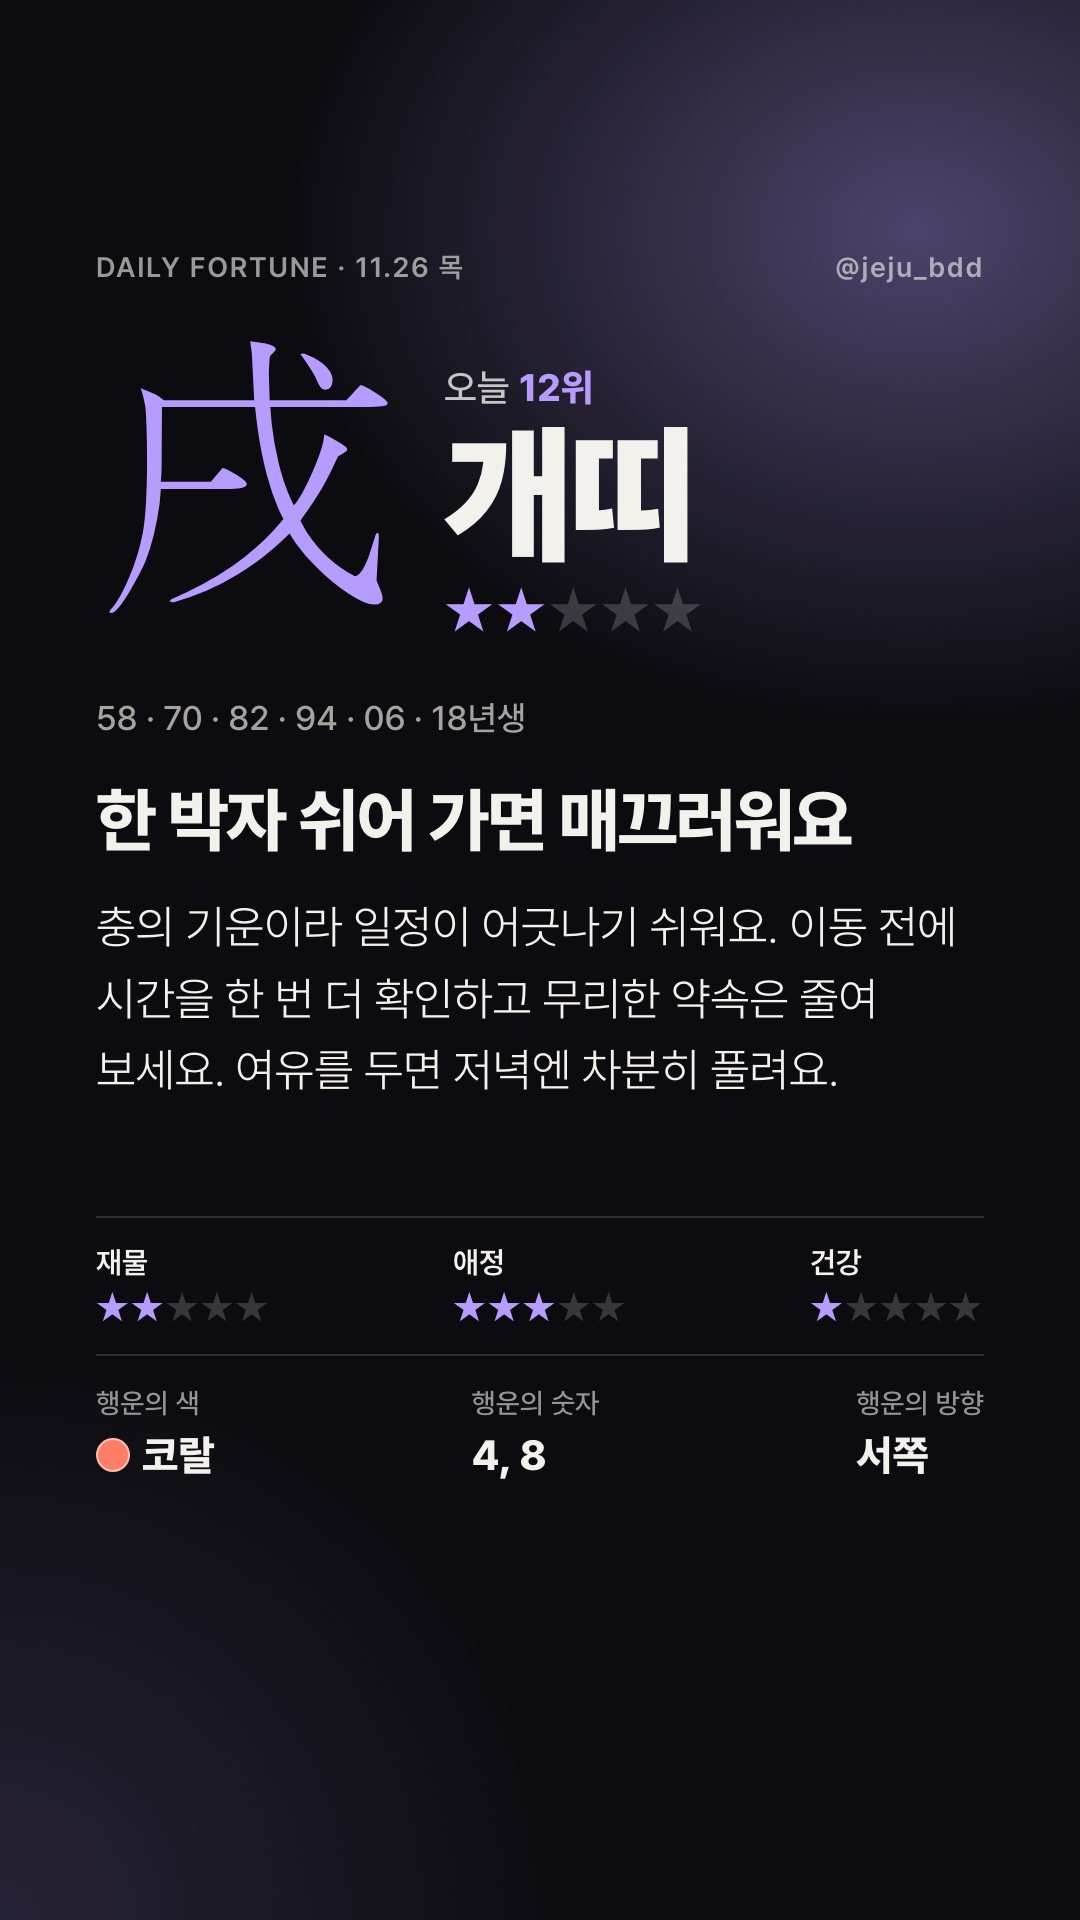 DAILY FORTUNE · 11.26 목
@jeju_bdd
戌
오늘 12위
개띠
★★★★★
58 · 70 · 82 · 94 · 06 · 18년생
한 박자 쉬어 가면 매끄러워요
충의 기운이라 일정이 어긋나기 쉬워요. 이동 전에
시간을 한 번 더 확인하고 무리한 약속은 줄여
보세요. 여유를 두면 저녁엔 차분히 풀려요.
재물 애정 건강
★★★★★ ★★★★★ ★★★★★
행운의 색 행운의 숫자 행운의 방향
코랄 4, 8 서쪽